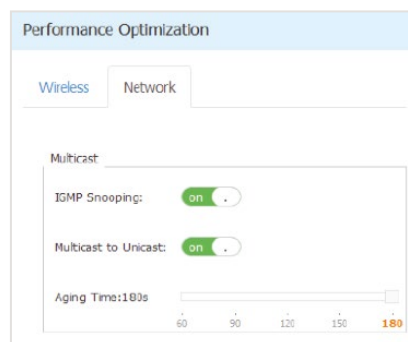 Performance Optimization
Wireless Network
Multicast
IGMP Snooping: on
Multicast to Unicast: on
Aging Time:180s
60 90 120 150 180